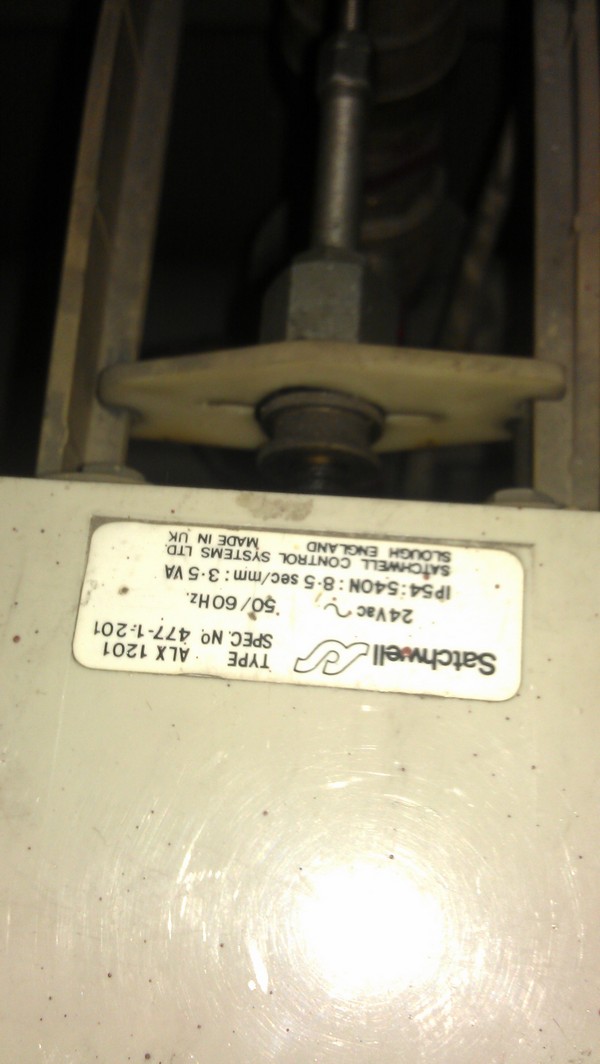 Satchwell
TYPE ALX 1201
SPEC. Nº 477-1-201
24Vac ~ 50/60Hz.
IP54:540N:8·5 sec/mm:3·5 VA
SATCHWELL CONTROL SYSTEMS LTD.
SLOUGH ENGLAND MADE IN UK